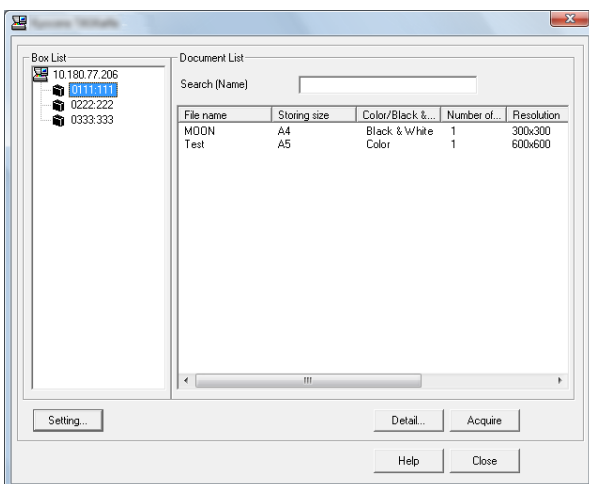 Box List
10.180.77.206
0111:111
0222:222
0333:333
Document List
Search (Name)
File name Storing size Color/Black &... Number of... Resolution
MOON A4 Black & White 1 300x300
Test A5 Color 1 600x600
Setting... Detail... Acquire
Help Close